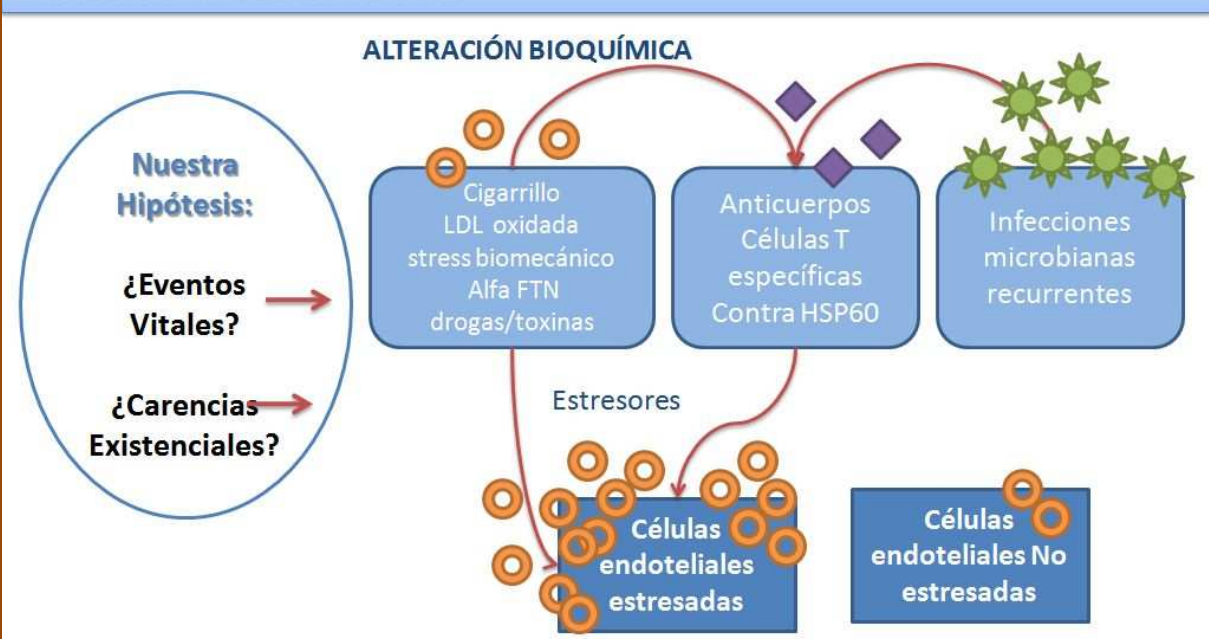 ALTERACIÓN BIOQUÍMICA
Nuestra
Hipótesis:
¿Eventos
Vitales?
¿Carencias
Existenciales?
Cigarrillo
LDL oxidada
stress biomecánico
Alfa FTN
drogas/toxinas
Anticuerpos
Células T
específicas
Contra HSP60
Infecciones
microbianas
recurrentes
Estresores
Células
endoteliales
estresadas
Células
endoteliales No
estresadas